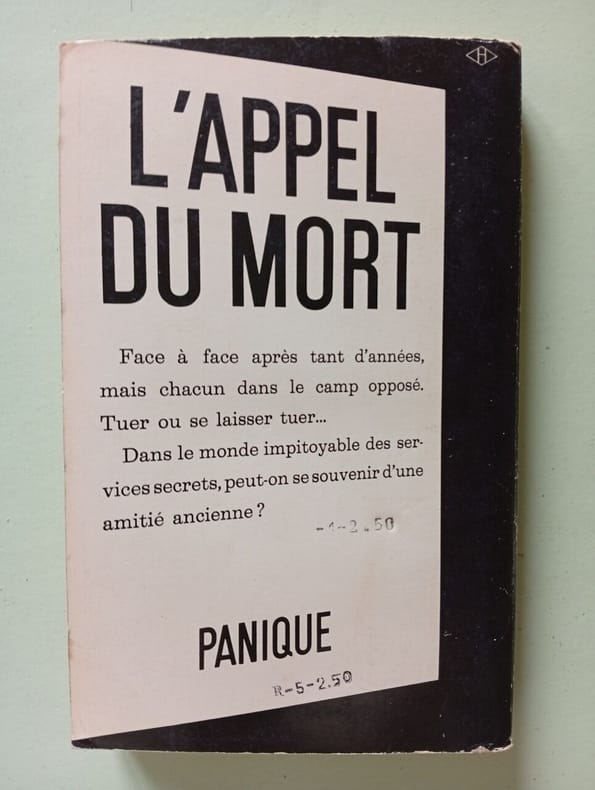 H
L'APPEL
DU MORT
Face à face après tant d'années,
mais chacun dans le camp opposé.
Tuer ou se laisser tuer...
Dans le monde impitoyable des ser-
vices secrets, peut-on se souvenir d'une
amitié ancienne ?
-1-2.50
PANIQUE
R-5-2.50